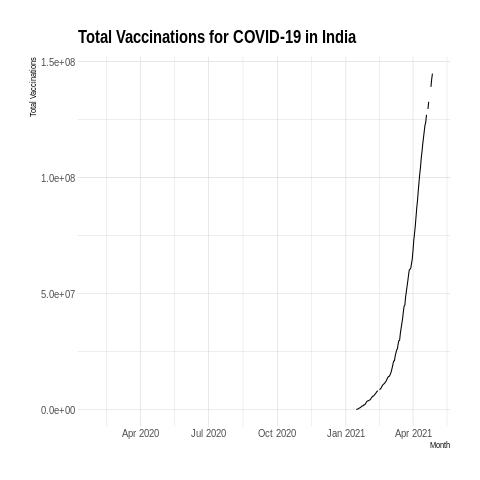 Total Vaccinations for COVID-19 in India
Total Vaccinations
1.5e+08
1.0e+08
5.0e+07
0.0e+00
Apr 2020 Jul 2020 Oct 2020 Jan 2021 Apr 2021
Month